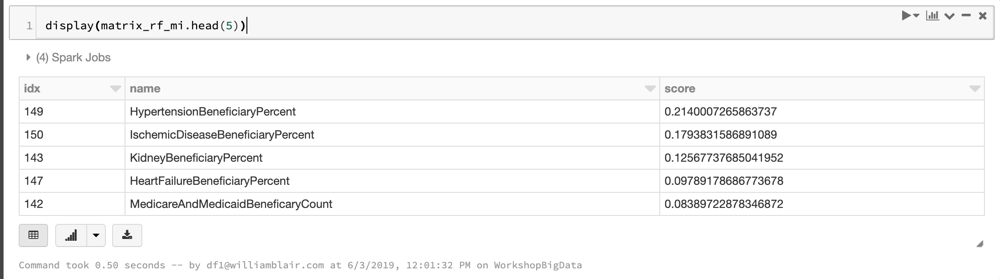 1 display(matrix_rf_mi.head(5))
(4) Spark Jobs
idx name score
149 HypertensionBeneficiaryPercent 0.2140007265863737
150 IschemicDiseaseBeneficiaryPercent 0.1793831586891089
143 KidneyBeneficiaryPercent 0.12567737685041952
147 HeartFailureBeneficiaryPercent 0.09789178686773678
142 MedicareAndMedicaidBeneficaryCount 0.08389722878346872
Command took 0.50 seconds -- by df1@williamblair.com at 6/3/2019, 12:01:32 PM on WorkshopBigData